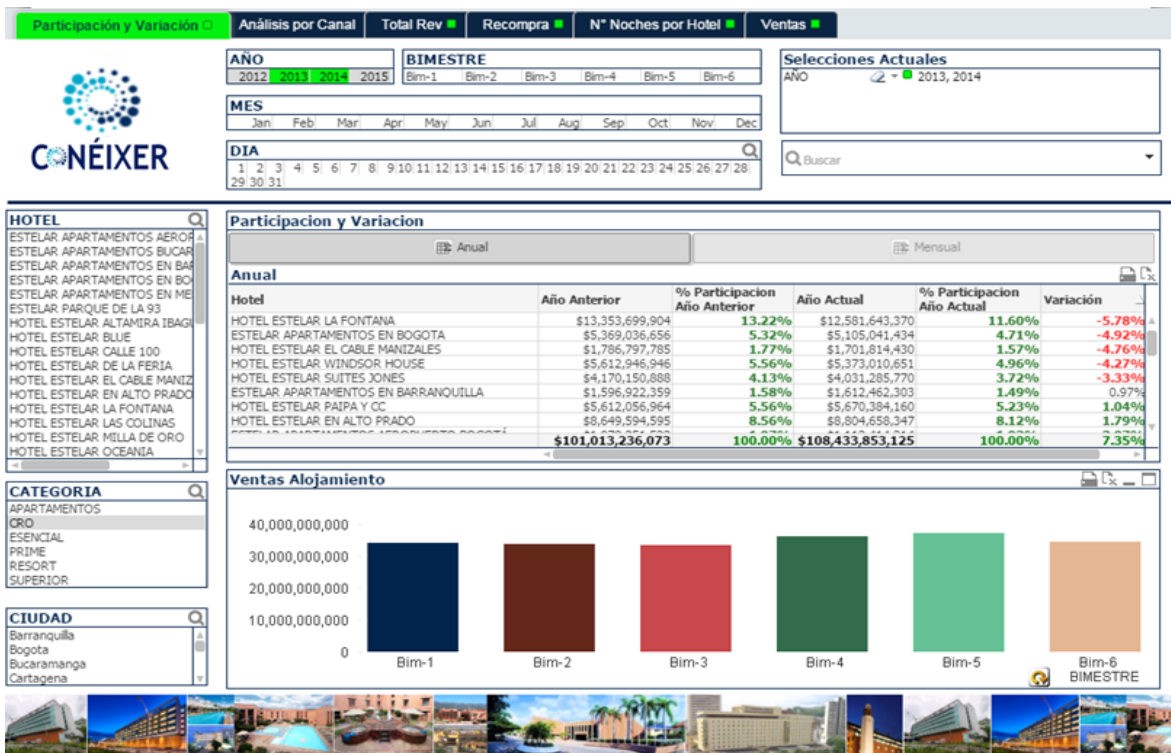 Participación y Variación
Análisis por Canal
Total Rev
Recompra
N° Noches por Hotel
Ventas
CONÉIXER
AÑO
2012 2013 2014 2015
BIMESTRE
Bim-1 Bim-2 Bim-3 Bim-4 Bim-5 Bim-6
MES
Jan Feb Mar Apr May Jun Jul Aug Sep Oct Nov Dec
DIA
1 2 3 4 5 6 7 8 9 10 11 12 13 14 15 16 17 18 19 20 21 22 23 24 25 26 27 28
29 30 31
Selecciones Actuales
AÑO 2013, 2014
Buscar
HOTEL
ESTELAR APARTAMENTOS AEROP
ESTELAR APARTAMENTOS BUCAR
ESTELAR APARTAMENTOS EN BAR
ESTELAR APARTAMENTOS EN BO
ESTELAR APARTAMENTOS EN ME
ESTELAR PARQUE DE LA 93
HOTEL ESTELAR ALTAMIRA IBAGU
HOTEL ESTELAR BLUE
HOTEL ESTELAR CALLE 100
HOTEL ESTELAR DE LA FERIA
HOTEL ESTELAR EL CABLE MANIZ
HOTEL ESTELAR EN ALTO PRADO
HOTEL ESTELAR LA FONTANA
HOTEL ESTELAR LAS COLINAS
HOTEL ESTELAR MILLA DE ORO
HOTEL ESTELAR OCEANIA
CATEGORIA
APARTAMENTOS
CRO
ESENCIAL
PRIME
RESORT
SUPERIOR
CIUDAD
Barranquilla
Bogota
Bucaramanga
Cartagena
Participacion y Variacion
Anual Mensual
Anual
Hotel Año Anterior % Participacion Año Anterior Año Actual % Participacion Año Actual Variación
HOTEL ESTELAR LA FONTANA $13,353,699,904 13.22% $12,581,643,370 11.60% -5.78%
ESTELAR APARTAMENTOS EN BOGOTA $5,369,036,656 5.32% $5,105,041,434 4.71% -4.92%
HOTEL ESTELAR EL CABLE MANIZALES $1,786,797,785 1.77% $1,701,814,430 1.57% -4.76%
HOTEL ESTELAR WINDSOR HOUSE $5,612,946,946 5.56% $5,373,010,651 4.96% -4.27%
HOTEL ESTELAR SUITES JONES $4,170,150,888 4.13% $4,031,285,770 3.72% -3.33%
ESTELAR APARTAMENTOS EN BARRANQUILLA $1,596,922,359 1.58% $1,612,462,303 1.49% 0.97%
HOTEL ESTELAR PAIPA Y CC $5,612,056,964 5.56% $5,670,384,160 5.23% 1.04%
HOTEL ESTELAR EN ALTO PRADO $8,649,594,595 8.56% $8,804,658,347 8.12% 1.79%
ESTELAR APARTAMENTOS AEROPUERTO BOGOTÁ
$101,013,236,073 100.00% $108,433,853,125 100.00% 7.35%
Ventas Alojamiento
40,000,000,000
30,000,000,000
20,000,000,000
10,000,000,000
0
Bim-1 Bim-2 Bim-3 Bim-4 Bim-5 Bim-6
BIMESTRE